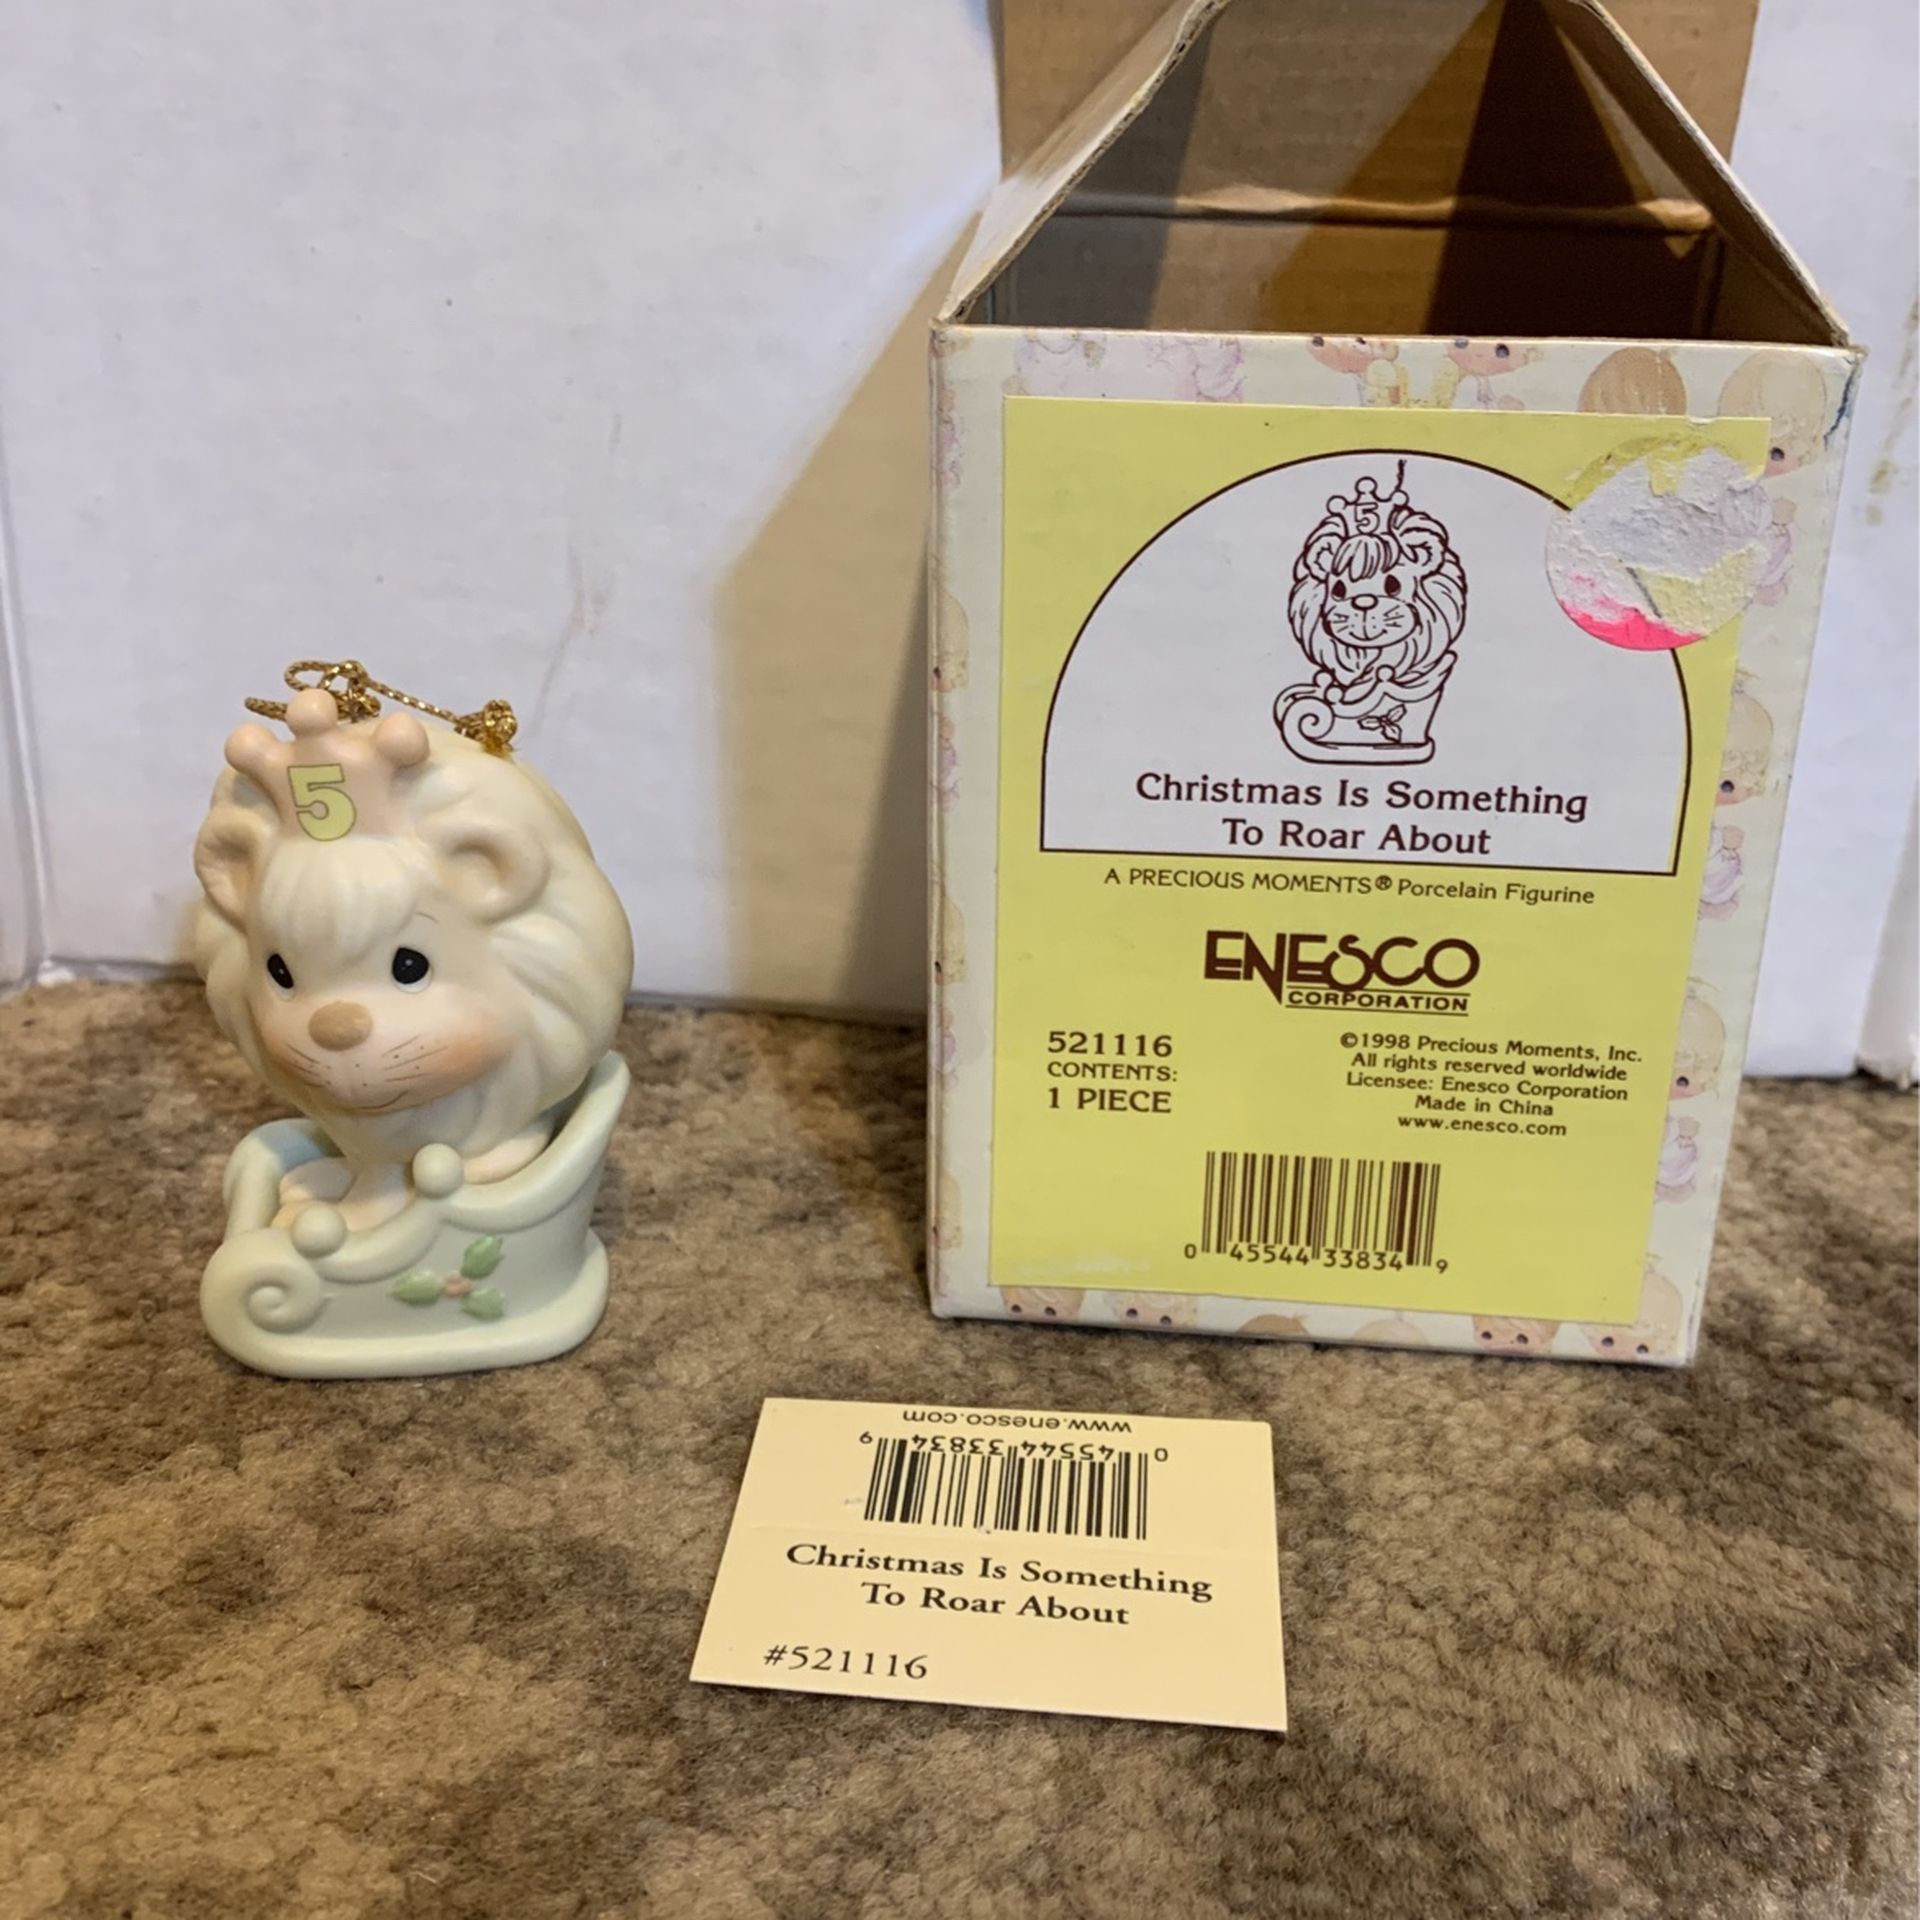 5
5
Christmas Is Something
To Roar About
A PRECIOUS MOMENTS® Porcelain Figurine
ENESCO
CORPORATION
521116
CONTENTS:
1 PIECE
©1998 Precious Moments, Inc.
All rights reserved worldwide
Licensee: Enesco Corporation
Made in China
www.enesco.com
0 45544 33834 9
www.enesco.com
0 45544 33834 9
Christmas Is Something
To Roar About
#521116